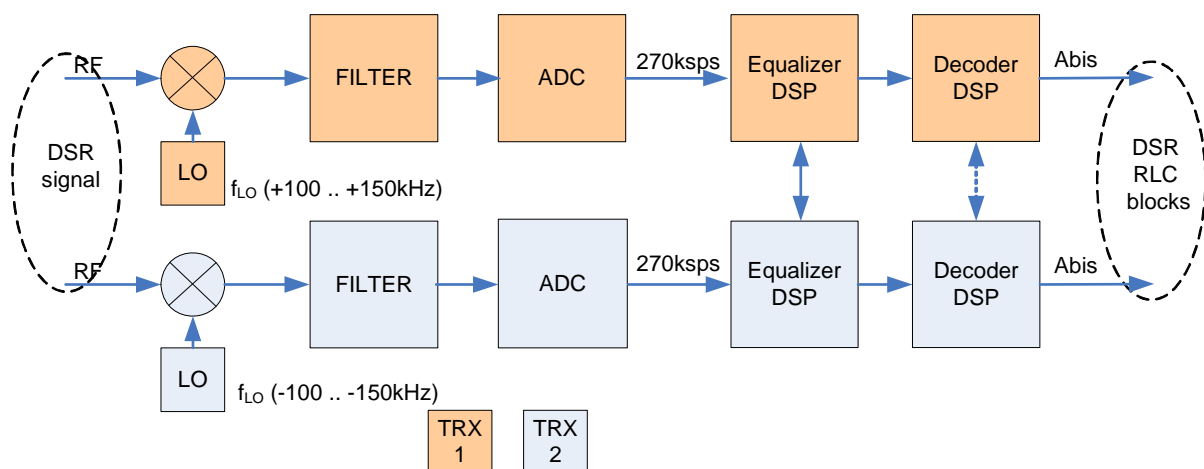 RF
FILTER
ADC
270ksps
Equalizer
DSP
Decoder
DSP
Abis
DSR
signal
LO
fLO (+100 .. +150kHz)
DSR
RLC
blocks
RF
FILTER
ADC
270ksps
Equalizer
DSP
Decoder
DSP
Abis
LO
fLO (-100 .. -150kHz)
TRX
1
TRX
2